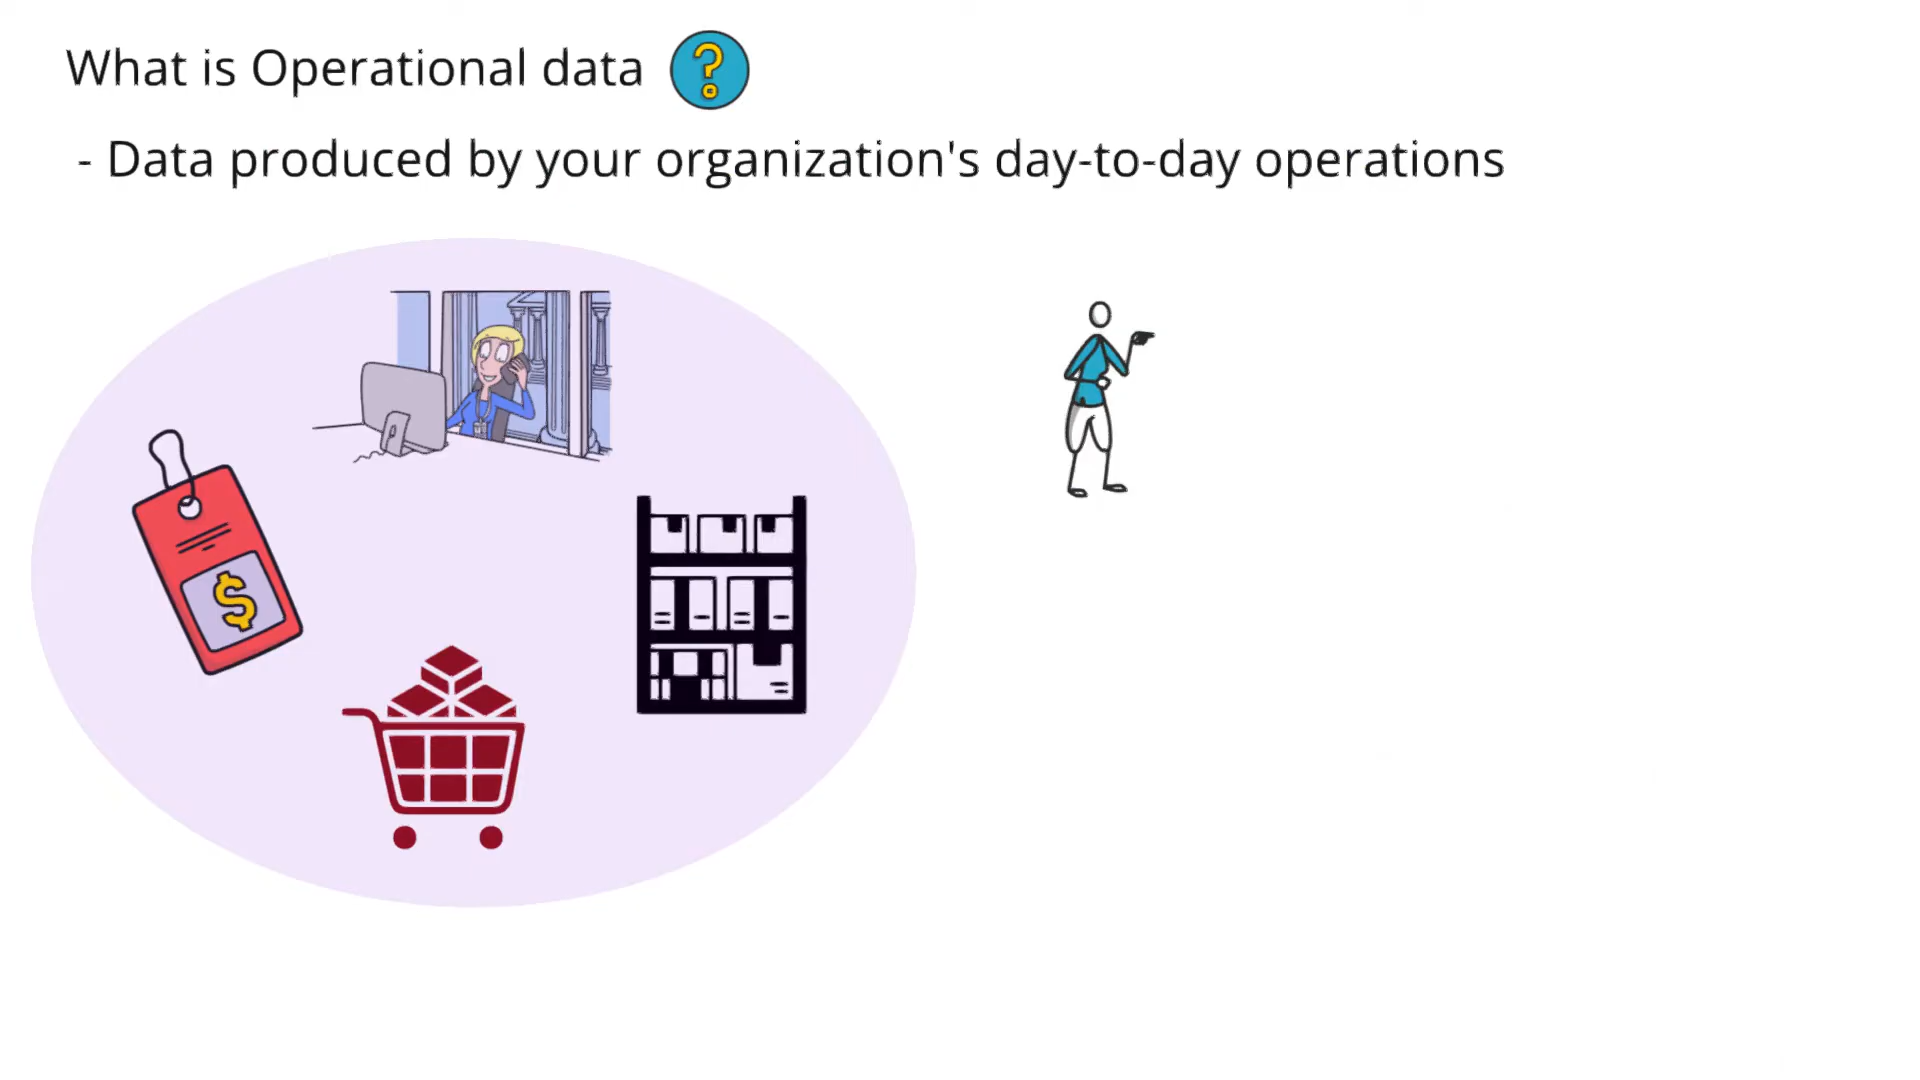 What is Operational data ?
- Data produced by your organization's day-to-day operations
$